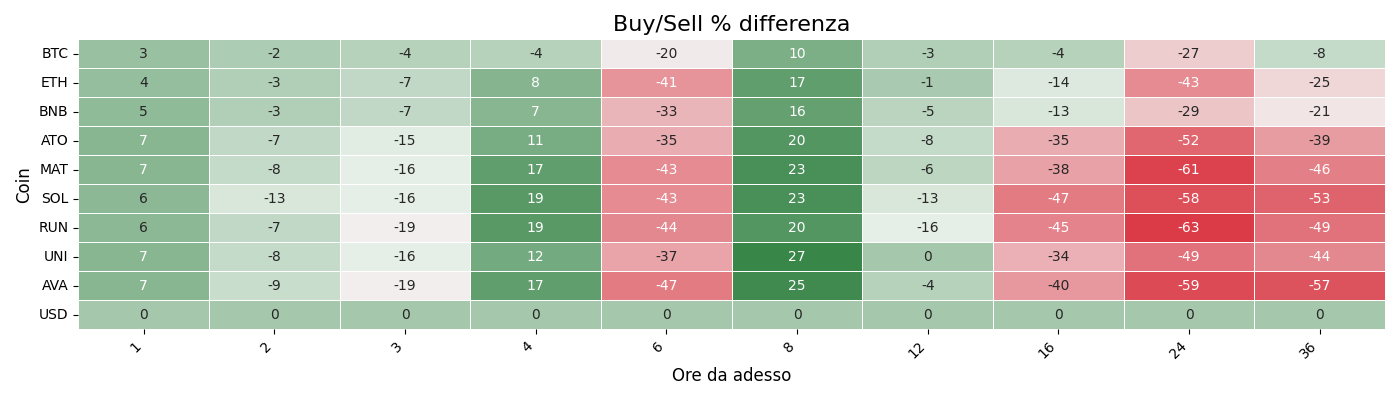 Buy/Sell % differenza
Coin
BTC 3 -2 -4 -4 -20 10 -3 -4 -27 -8
ETH 4 -3 -7 8 -41 17 -1 -14 -43 -25
BNB 5 -3 -7 7 -33 16 -5 -13 -29 -21
ATO 7 -7 -15 11 -35 20 -8 -35 -52 -39
MAT 7 -8 -16 17 -43 23 -6 -38 -61 -46
SOL 6 -13 -16 19 -43 23 -13 -47 -58 -53
RUN 6 -7 -19 19 -44 20 -16 -45 -63 -49
UNI 7 -8 -16 12 -37 27 0 -34 -49 -44
AVA 7 -9 -19 17 -47 25 -4 -40 -59 -57
USD 0 0 0 0 0 0 0 0 0 0
1 2 3 4 6 8 12 16 24 36
Ore da adesso